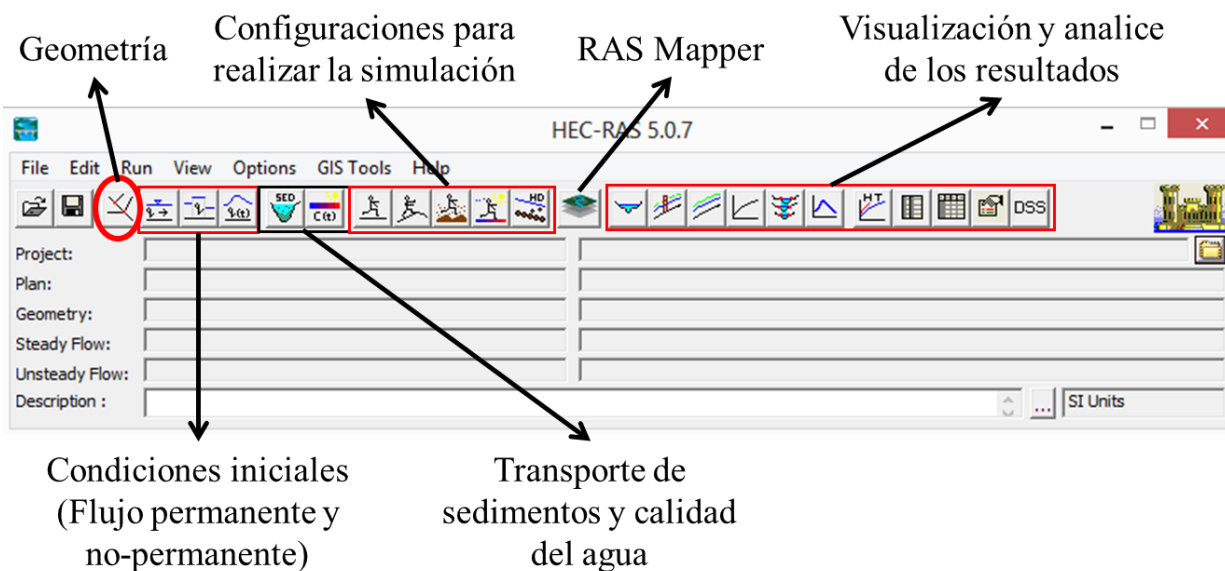 Geometría
Configuraciones para
realizar la simulación
RAS Mapper
Visualización y analice
de los resultados
HEC-RAS 5.0.7
File Edit Run View Options GIS Tools Help
SED
C(t)
HD
HT
DSS
Project:
Plan:
Geometry:
Steady Flow:
Unsteady Flow:
Description :
...
SI Units
Condiciones iniciales
(Flujo permanente y
no-permanente)
Transporte de
sedimentos y calidad
del agua